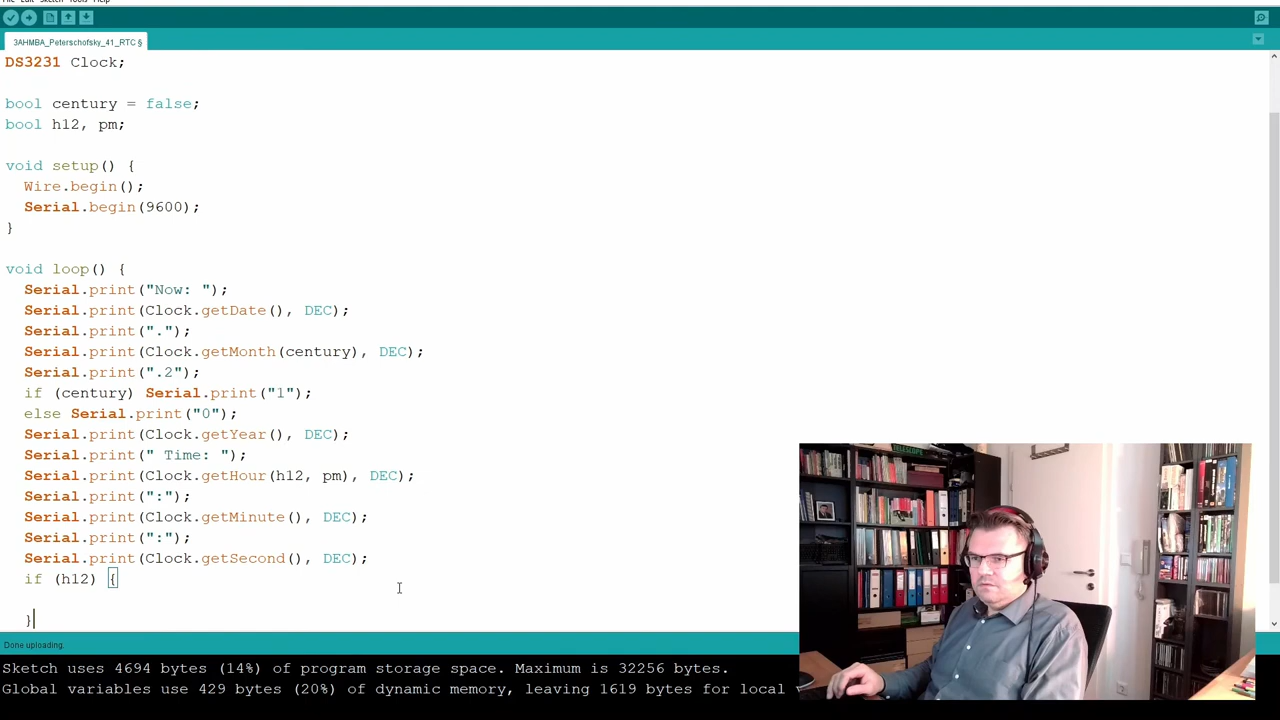 File Edit Sketch Tools Help
3AHMBA_Peterschofsky_41_RTC §
DS3231 Clock;
bool century = false;
bool h12, pm;
void setup() {
Wire.begin();
Serial.begin(9600);
}
void loop() {
Serial.print("Now: ");
Serial.print(Clock.getDate(), DEC);
Serial.print(".");
Serial.print(Clock.getMonth(century), DEC);
Serial.print(".2");
if (century) Serial.print("1");
else Serial.print("0");
Serial.print(Clock.getYear(), DEC);
Serial.print(" Time: ");
Serial.print(Clock.getHour(h12, pm), DEC);
Serial.print(":");
Serial.print(Clock.getMinute(), DEC);
Serial.print(":");
Serial.print(Clock.getSecond(), DEC);
if (h12) {
}
Done uploading.
Sketch uses 4694 bytes (14%) of program storage space. Maximum is 32256 bytes.
Global variables use 429 bytes (20%) of dynamic memory, leaving 1619 bytes for local